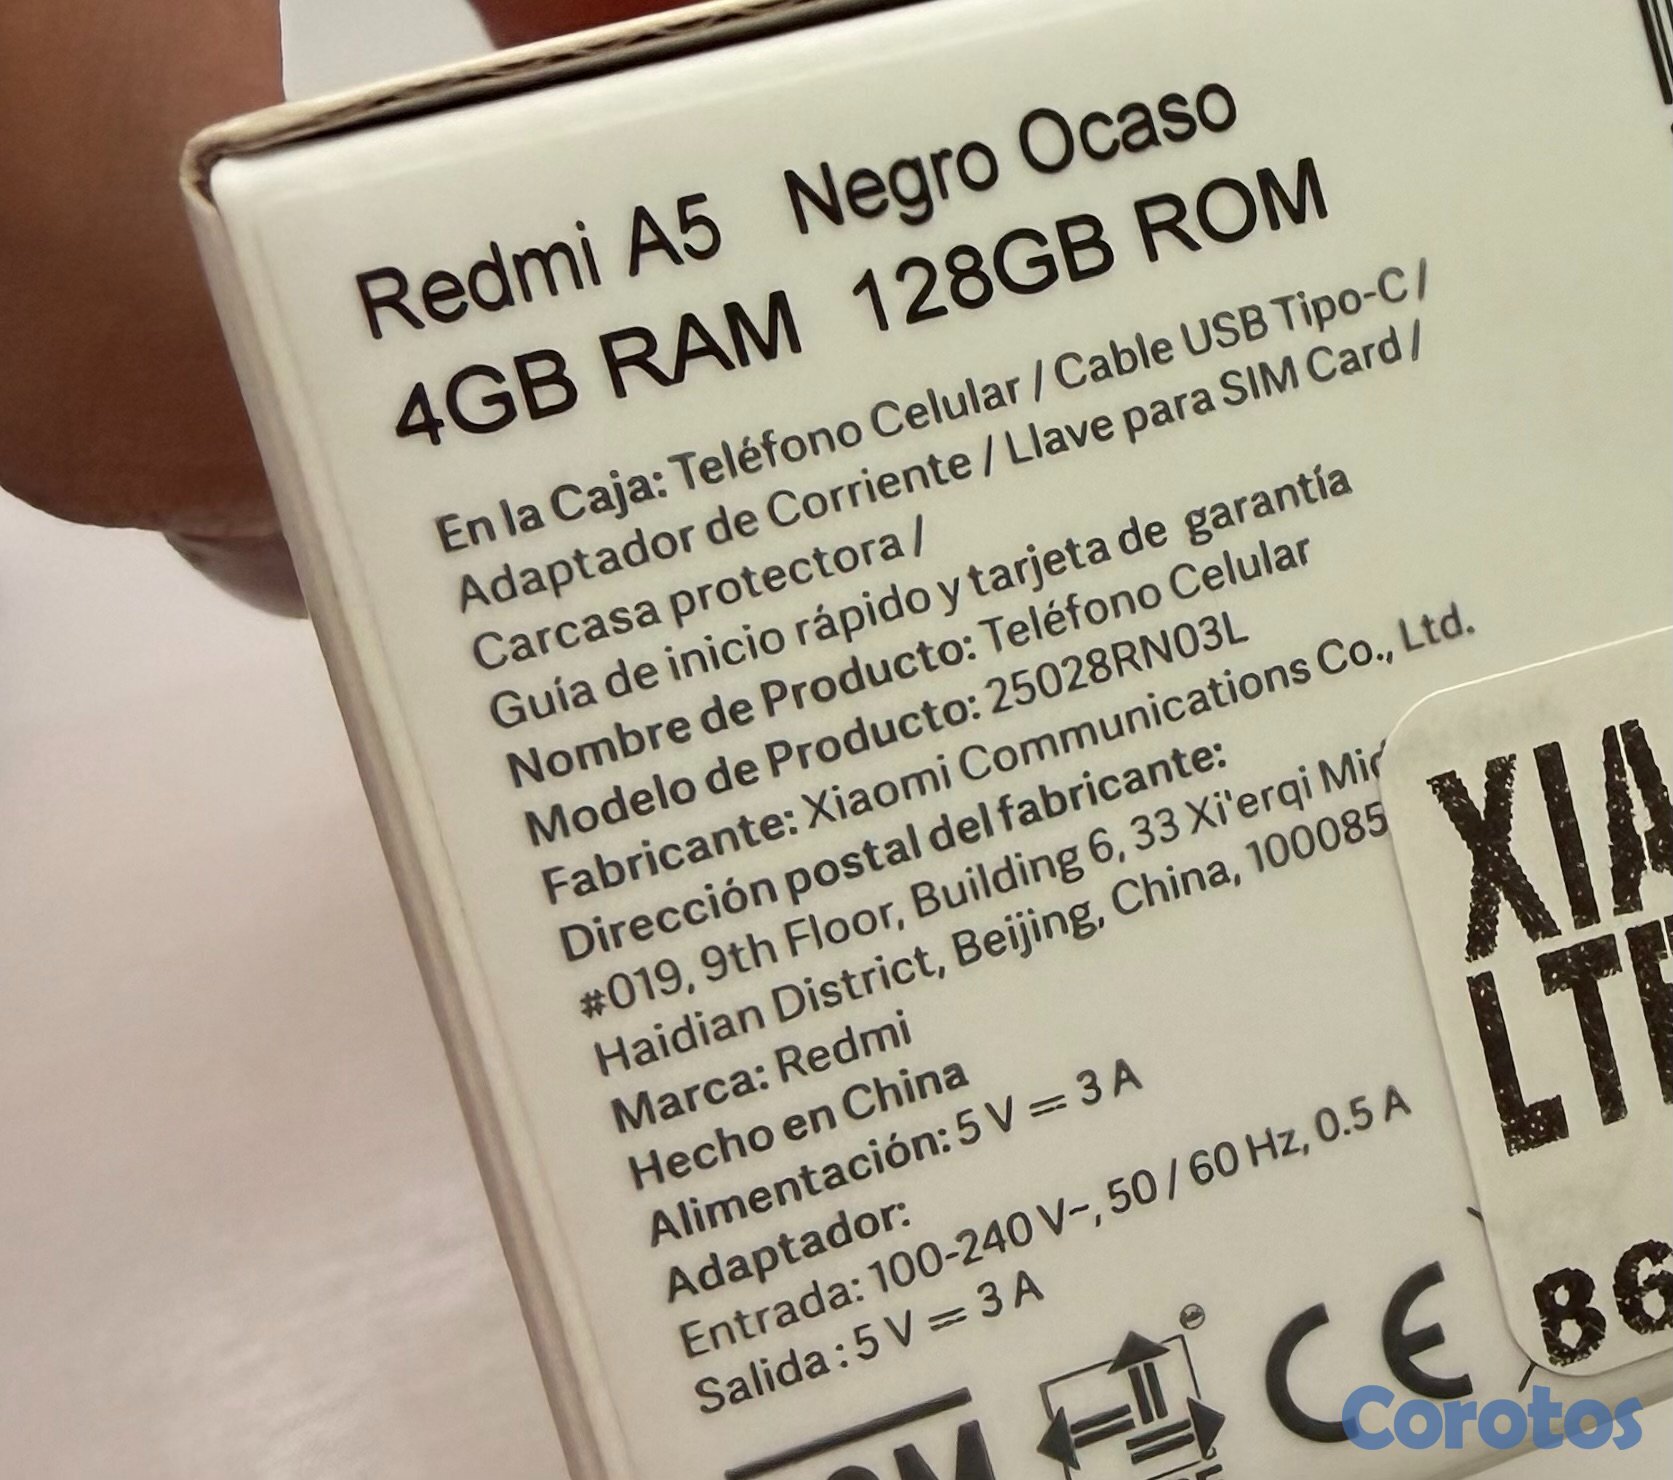 Redmi A5 Negro Ocaso
4GB RAM 128GB ROM
En la Caja: Teléfono Celular / Cable USB Tipo-C /
Adaptador de Corriente / Llave para SIM Card /
Carcasa protectora /
Guía de inicio rápido y tarjeta de garantía
Nombre de Producto: Teléfono Celular
Modelo de Producto: 25028RN03L
Fabricante: Xiaomi Communications Co., Ltd.
Dirección postal del fabricante:
#019, 9th Floor, Building 6, 33 Xi'erqi
Haidian District, Beijing, China, 100085
Marca: Redmi
Hecho en China
Alimentación: 5 V ⎓ 3 A
Adaptador:
Entrada: 100-240 V~, 50 / 60 Hz, 0.5 A
Salida : 5 V ⎓ 3 A
CE
Corotos